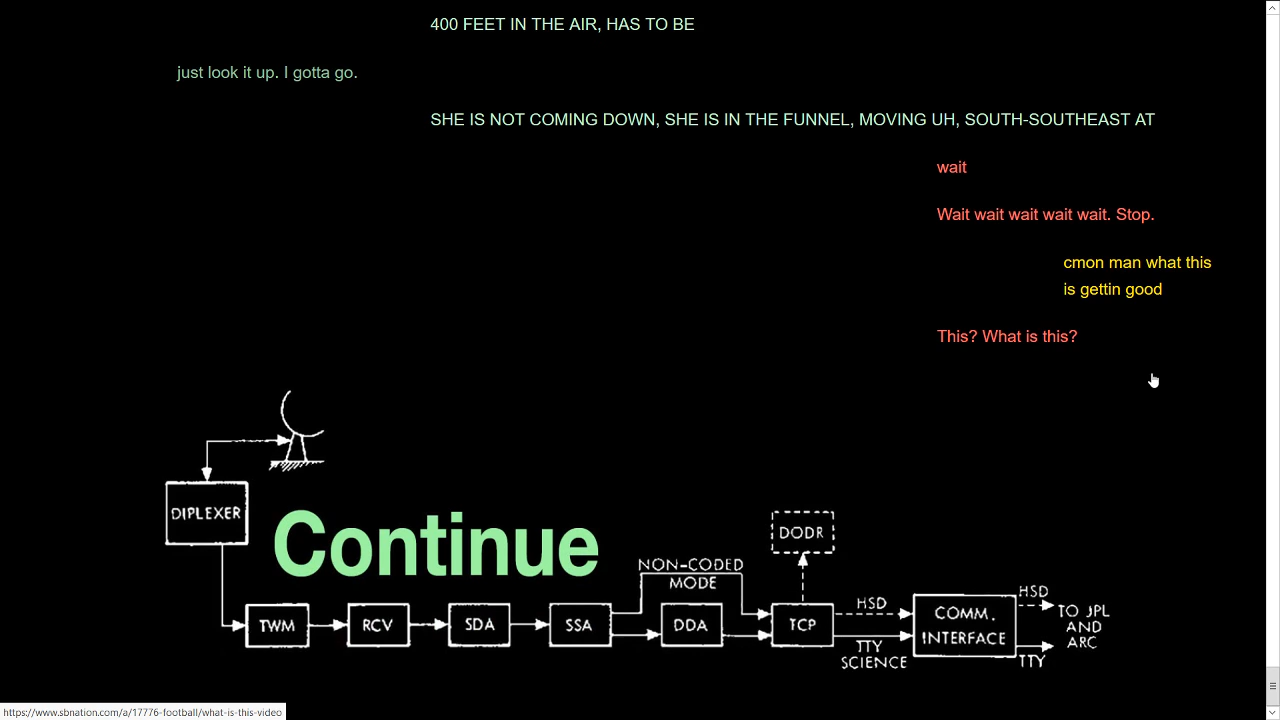 400 FEET IN THE AIR, HAS TO BE
just look it up. I gotta go.
SHE IS NOT COMING DOWN, SHE IS IN THE FUNNEL, MOVING UH, SOUTH-SOUTHEAST AT
wait
Wait wait wait wait wait. Stop.
cmon man what this
is gettin good
This? What is this?
DIPLEXER
Continue
DODR
NON-CODED
MODE
TWM
RCV
SDA
SSA
DDA
TCP
HSD
TTY
SCIENCE
COMM.
INTERFACE
HSD
TO JPL
AND
ARC
TTY
https://www.sbnation.com/a/17776-football/what-is-this-video